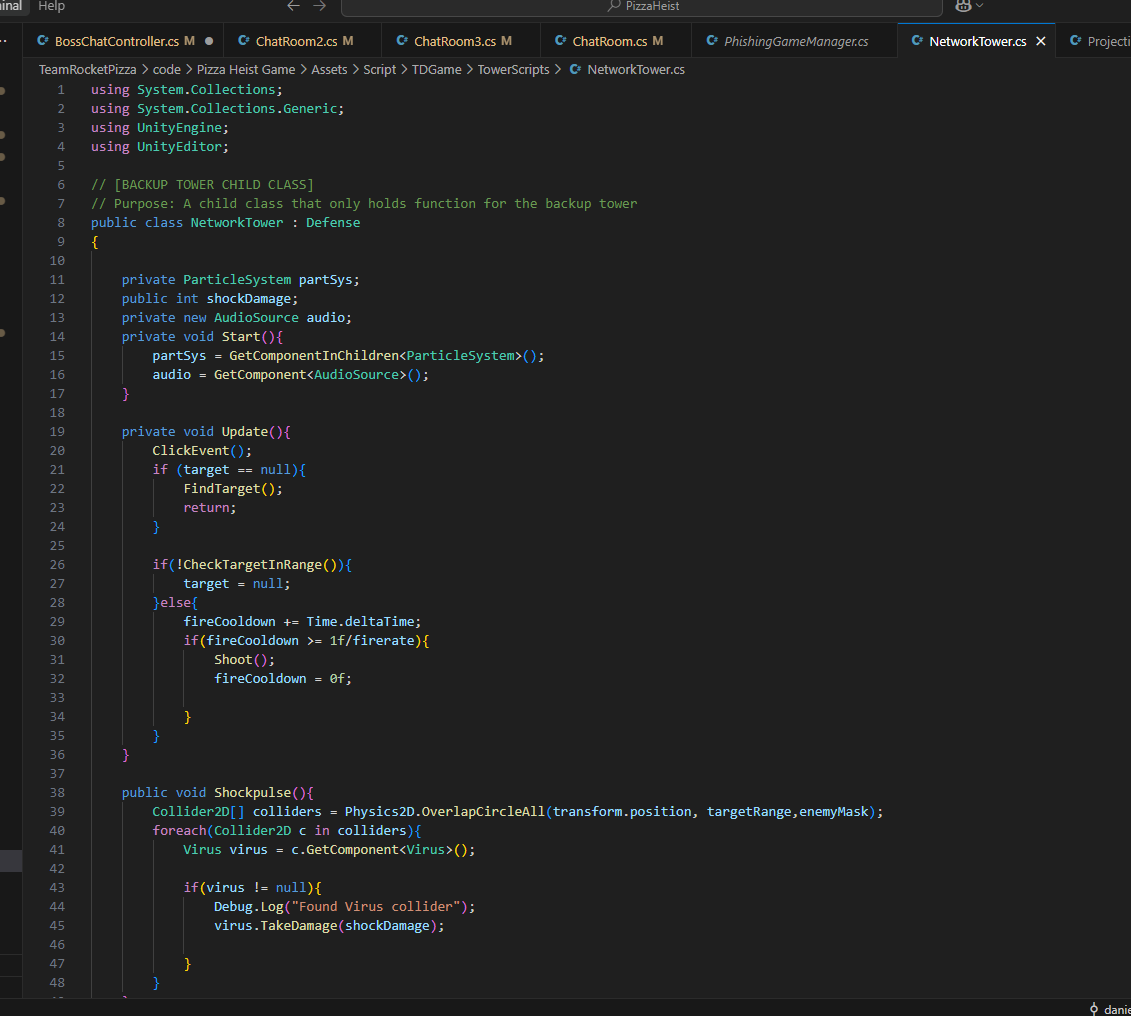 Help
PizzaHeist
BossChatController.cs M
ChatRoom2.cs M
ChatRoom3.cs M
ChatRoom.cs M
PhishingGameManager.cs
NetworkTower.cs
TeamRocketPizza > code > Pizza Heist Game > Assets > Script > TDGame > TowerScripts > NetworkTower.cs
1 using System.Collections;
2 using System.Collections.Generic;
3 using UnityEngine;
4 using UnityEditor;
5
6 // [BACKUP TOWER CHILD CLASS]
7 // Purpose: A child class that only holds function for the backup tower
8 public class NetworkTower : Defense
9 {
10
11     private ParticleSystem partSys;
12     public int shockDamage;
13     private new AudioSource audio;
14     private void Start(){
15         partSys = GetComponentInChildren<ParticleSystem>();
16         audio = GetComponent<AudioSource>();
17     }
18
19     private void Update(){
20         ClickEvent();
21         if (target == null){
22             FindTarget();
23             return;
24         }
25
26         if(!CheckTargetInRange()){
27             target = null;
28         }else{
29             fireCooldown += Time.deltaTime;
30             if(fireCooldown >= 1f/firerate){
31                 Shoot();
32                 fireCooldown = 0f;
33
34             }
35         }
36     }
37
38     public void Shockpulse(){
39         Collider2D[] colliders = Physics2D.OverlapCircleAll(transform.position, targetRange,enemyMask);
40         foreach(Collider2D c in colliders){
41             Virus virus = c.GetComponent<Virus>();
42
43             if(virus != null){
44                 Debug.Log("Found Virus collider");
45                 virus.TakeDamage(shockDamage);
46
47             }
48         }